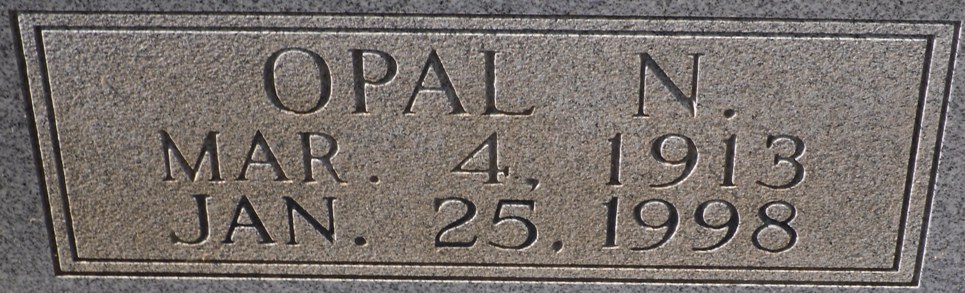 OPAL N.
MAR. 4, 1913
JAN. 25, 1998